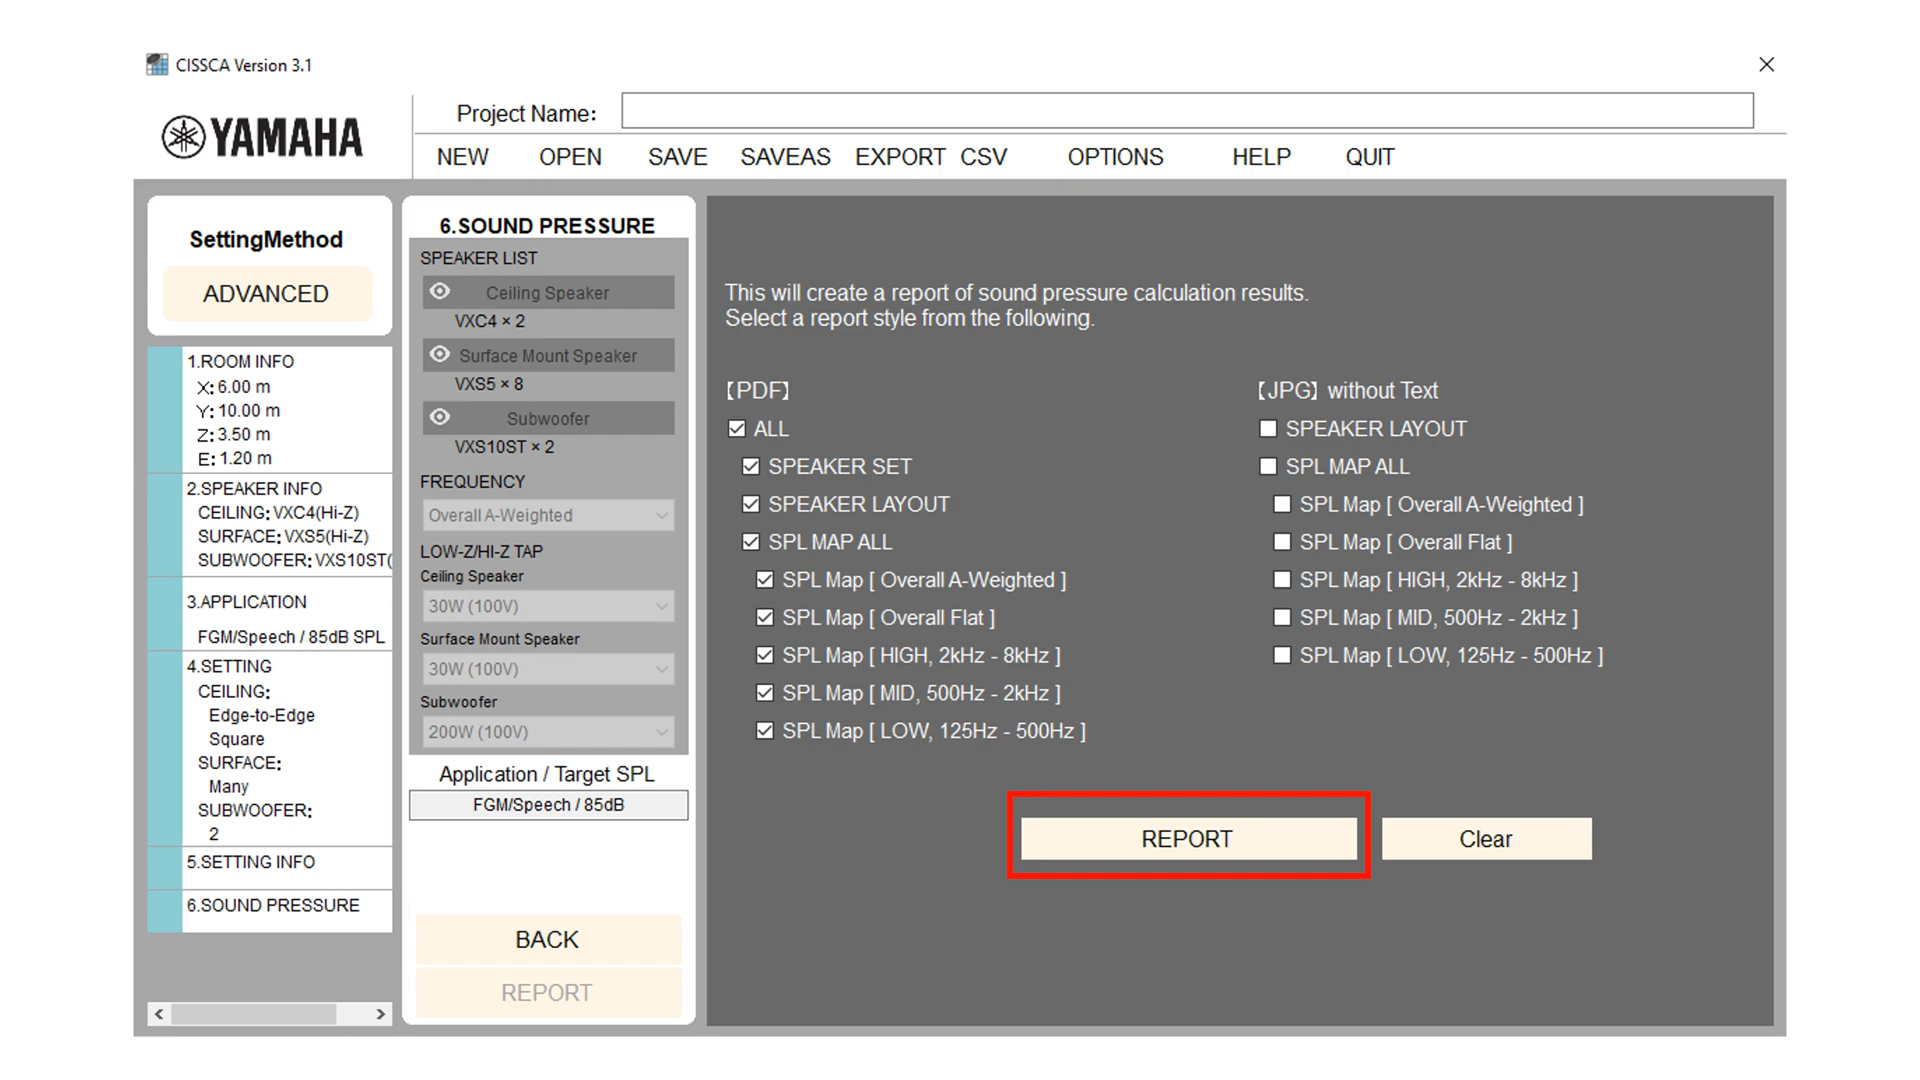 CISSCA Version 3.1
YAMAHA
Project Name:
NEW OPEN SAVE SAVEAS EXPORT CSV OPTIONS HELP QUIT
SettingMethod
ADVANCED
1.ROOM INFO
X: 6.00 m
Y: 10.00 m
Z: 3.50 m
E: 1.20 m
2.SPEAKER INFO
CEILING: VXC4(Hi-Z)
SURFACE: VXS5(Hi-Z)
SUBWOOFER: VXS10ST(
3.APPLICATION
FGM/Speech / 85dB SPL
4.SETTING
CEILING:
Edge-to-Edge
Square
SURFACE:
Many
SUBWOOFER:
2
5.SETTING INFO
6.SOUND PRESSURE
6.SOUND PRESSURE
SPEAKER LIST
Ceiling Speaker
VXC4 × 2
Surface Mount Speaker
VXS5 × 8
Subwoofer
VXS10ST × 2
FREQUENCY
Overall A-Weighted
LOW-Z/HI-Z TAP
Ceiling Speaker
30W (100V)
Surface Mount Speaker
30W (100V)
Subwoofer
200W (100V)
Application / Target SPL
FGM/Speech / 85dB
BACK
REPORT
This will create a report of sound pressure calculation results.
Select a report style from the following.
【PDF】
ALL
SPEAKER SET
SPEAKER LAYOUT
SPL MAP ALL
SPL Map [ Overall A-Weighted ]
SPL Map [ Overall Flat ]
SPL Map [ HIGH, 2kHz - 8kHz ]
SPL Map [ MID, 500Hz - 2kHz ]
SPL Map [ LOW, 125Hz - 500Hz ]
【JPG】 without Text
SPEAKER LAYOUT
SPL MAP ALL
SPL Map [ Overall A-Weighted ]
SPL Map [ Overall Flat ]
SPL Map [ HIGH, 2kHz - 8kHz ]
SPL Map [ MID, 500Hz - 2kHz ]
SPL Map [ LOW, 125Hz - 500Hz ]
REPORT
Clear